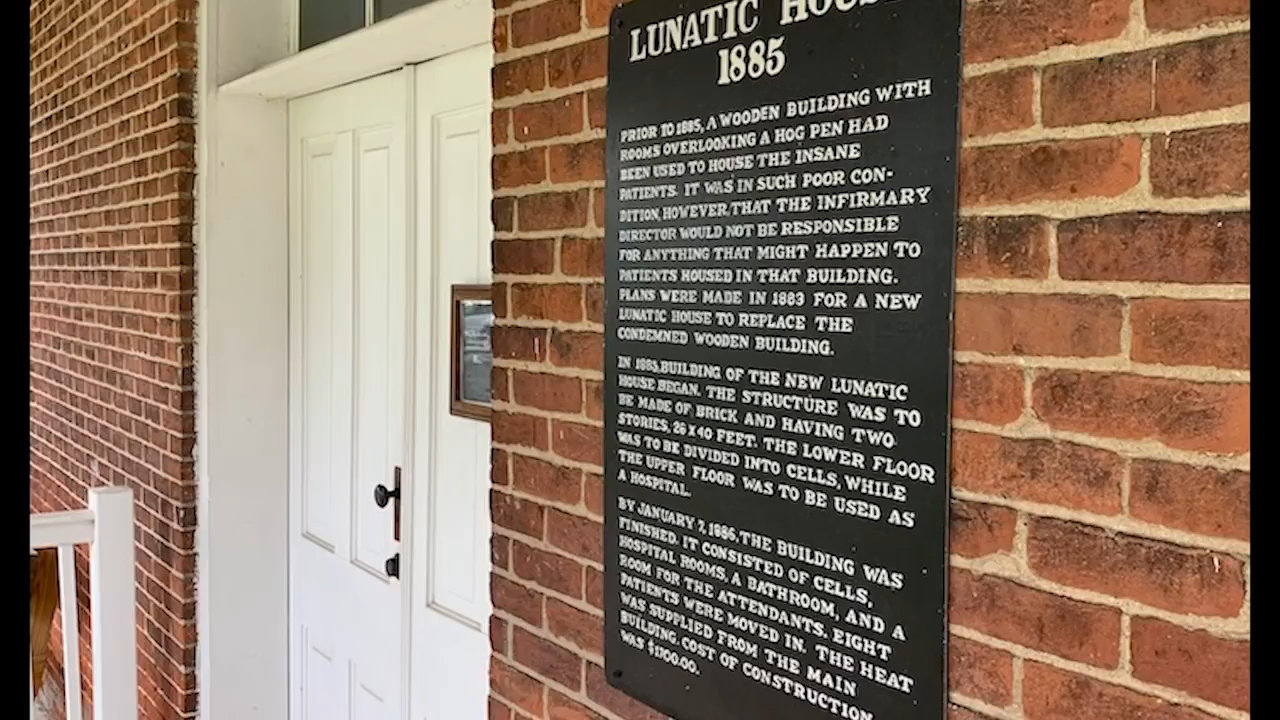 LUNATIC HOUSE
1885
PRIOR TO 1885, A WOODEN BUILDING WITH
ROOMS OVERLOOKING A HOG PEN HAD
BEEN USED TO HOUSE THE INSANE
PATIENTS. IT WAS IN SUCH POOR CON-
DITION, HOWEVER, THAT THE INFIRMARY
DIRECTOR WOULD NOT BE RESPONSIBLE
FOR ANYTHING THAT MIGHT HAPPEN TO
PATIENTS HOUSED IN THAT BUILDING.
PLANS WERE MADE IN 1883 FOR A NEW
LUNATIC HOUSE TO REPLACE THE
CONDEMNED WOODEN BUILDING.
IN 1885, BUILDING OF THE NEW LUNATIC
HOUSE BEGAN. THE STRUCTURE WAS TO
BE MADE OF BRICK AND HAVING TWO
STORIES, 26 X 40 FEET. THE LOWER FLOOR
WAS TO BE DIVIDED INTO CELLS, WHILE
THE UPPER FLOOR WAS TO BE USED AS
A HOSPITAL.
BY JANUARY 7, 1886, THE BUILDING WAS
FINISHED. IT CONSISTED OF CELLS,
HOSPITAL ROOMS, A BATHROOM, AND A
ROOM FOR THE ATTENDANTS. EIGHT
PATIENTS WERE MOVED IN. THE HEAT
WAS SUPPLIED FROM THE MAIN
BUILDING. COST OF CONSTRUCTION
WAS $1700.00.